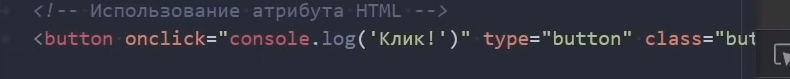 <!-- Использование атрибута HTML -->
<button onclick="console.log('Клик!')" type="button" class="but